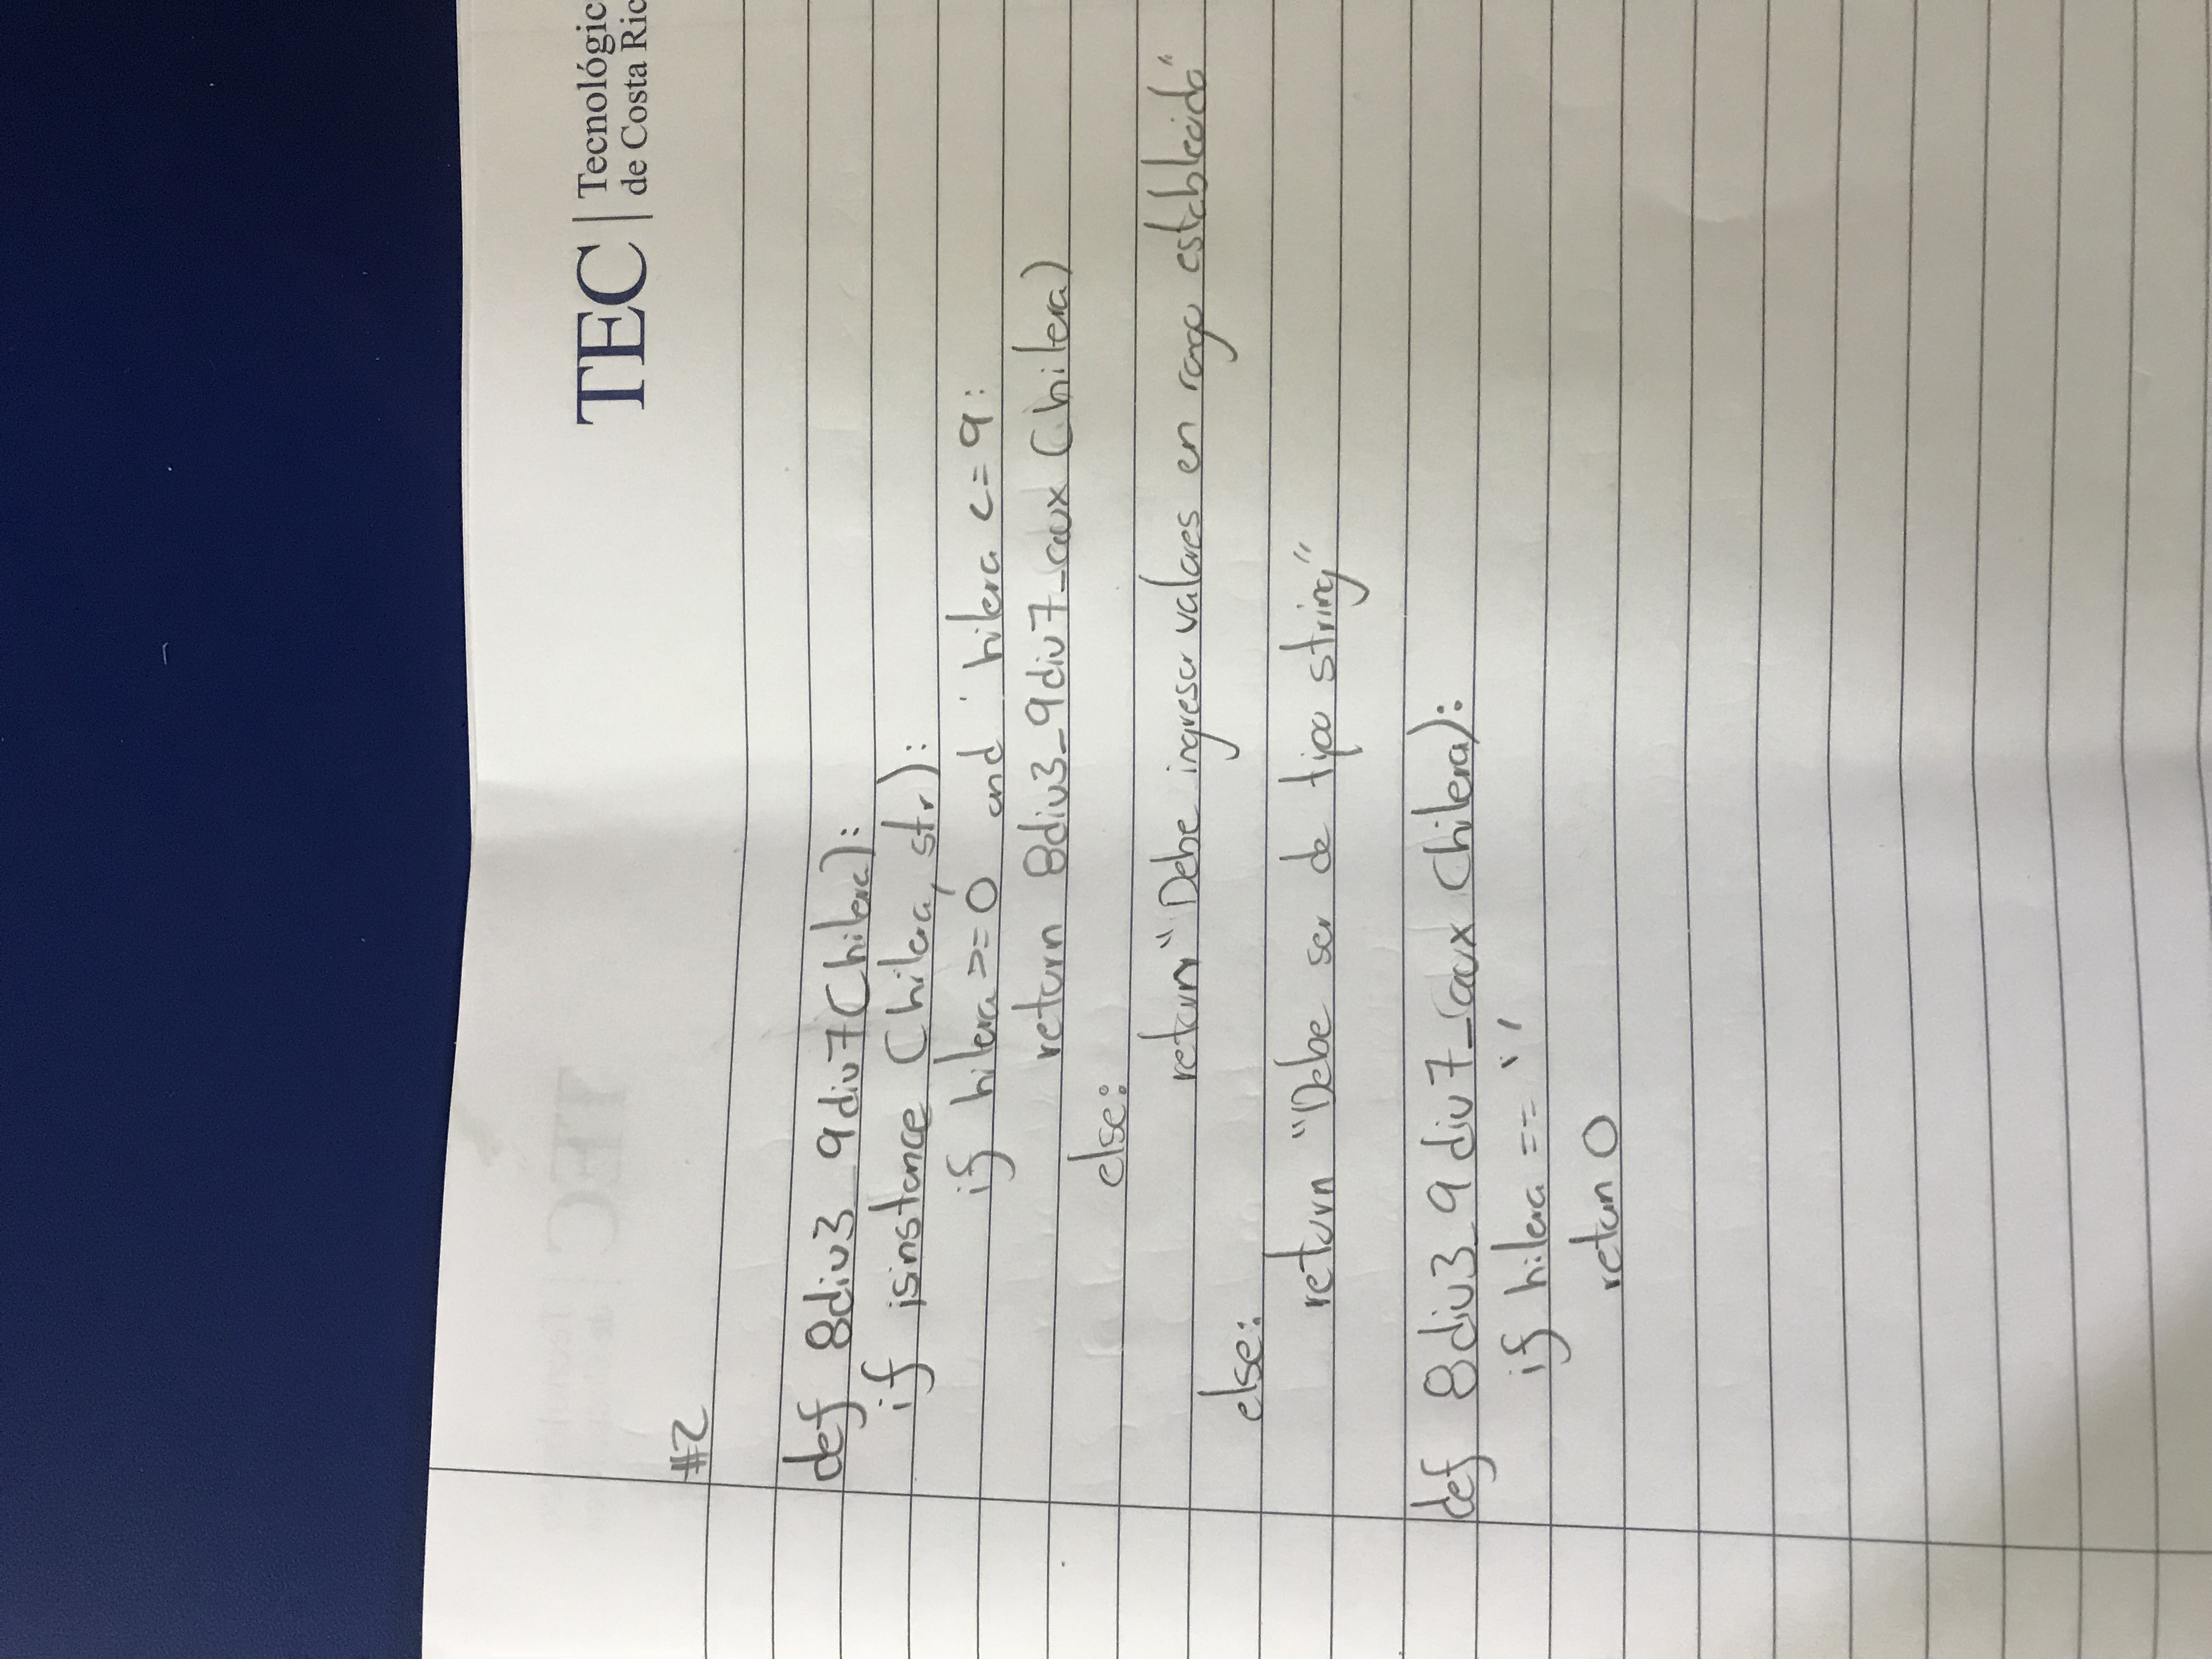 TEC | Tecnológic
de Costa Ric
#2
def 8div3_9div7(hilera):
if isinstance (hilera, str):
if hilera >= 0 and hilera <= 9:
return 8div3_9div7_aux (hilera)
else:
return "Debe ingresar valores en rago establecido"
else:
return "Debe ser de tipo string"
def 8div3_9div7_aux (hilera):
if hilera == ''
retun 0